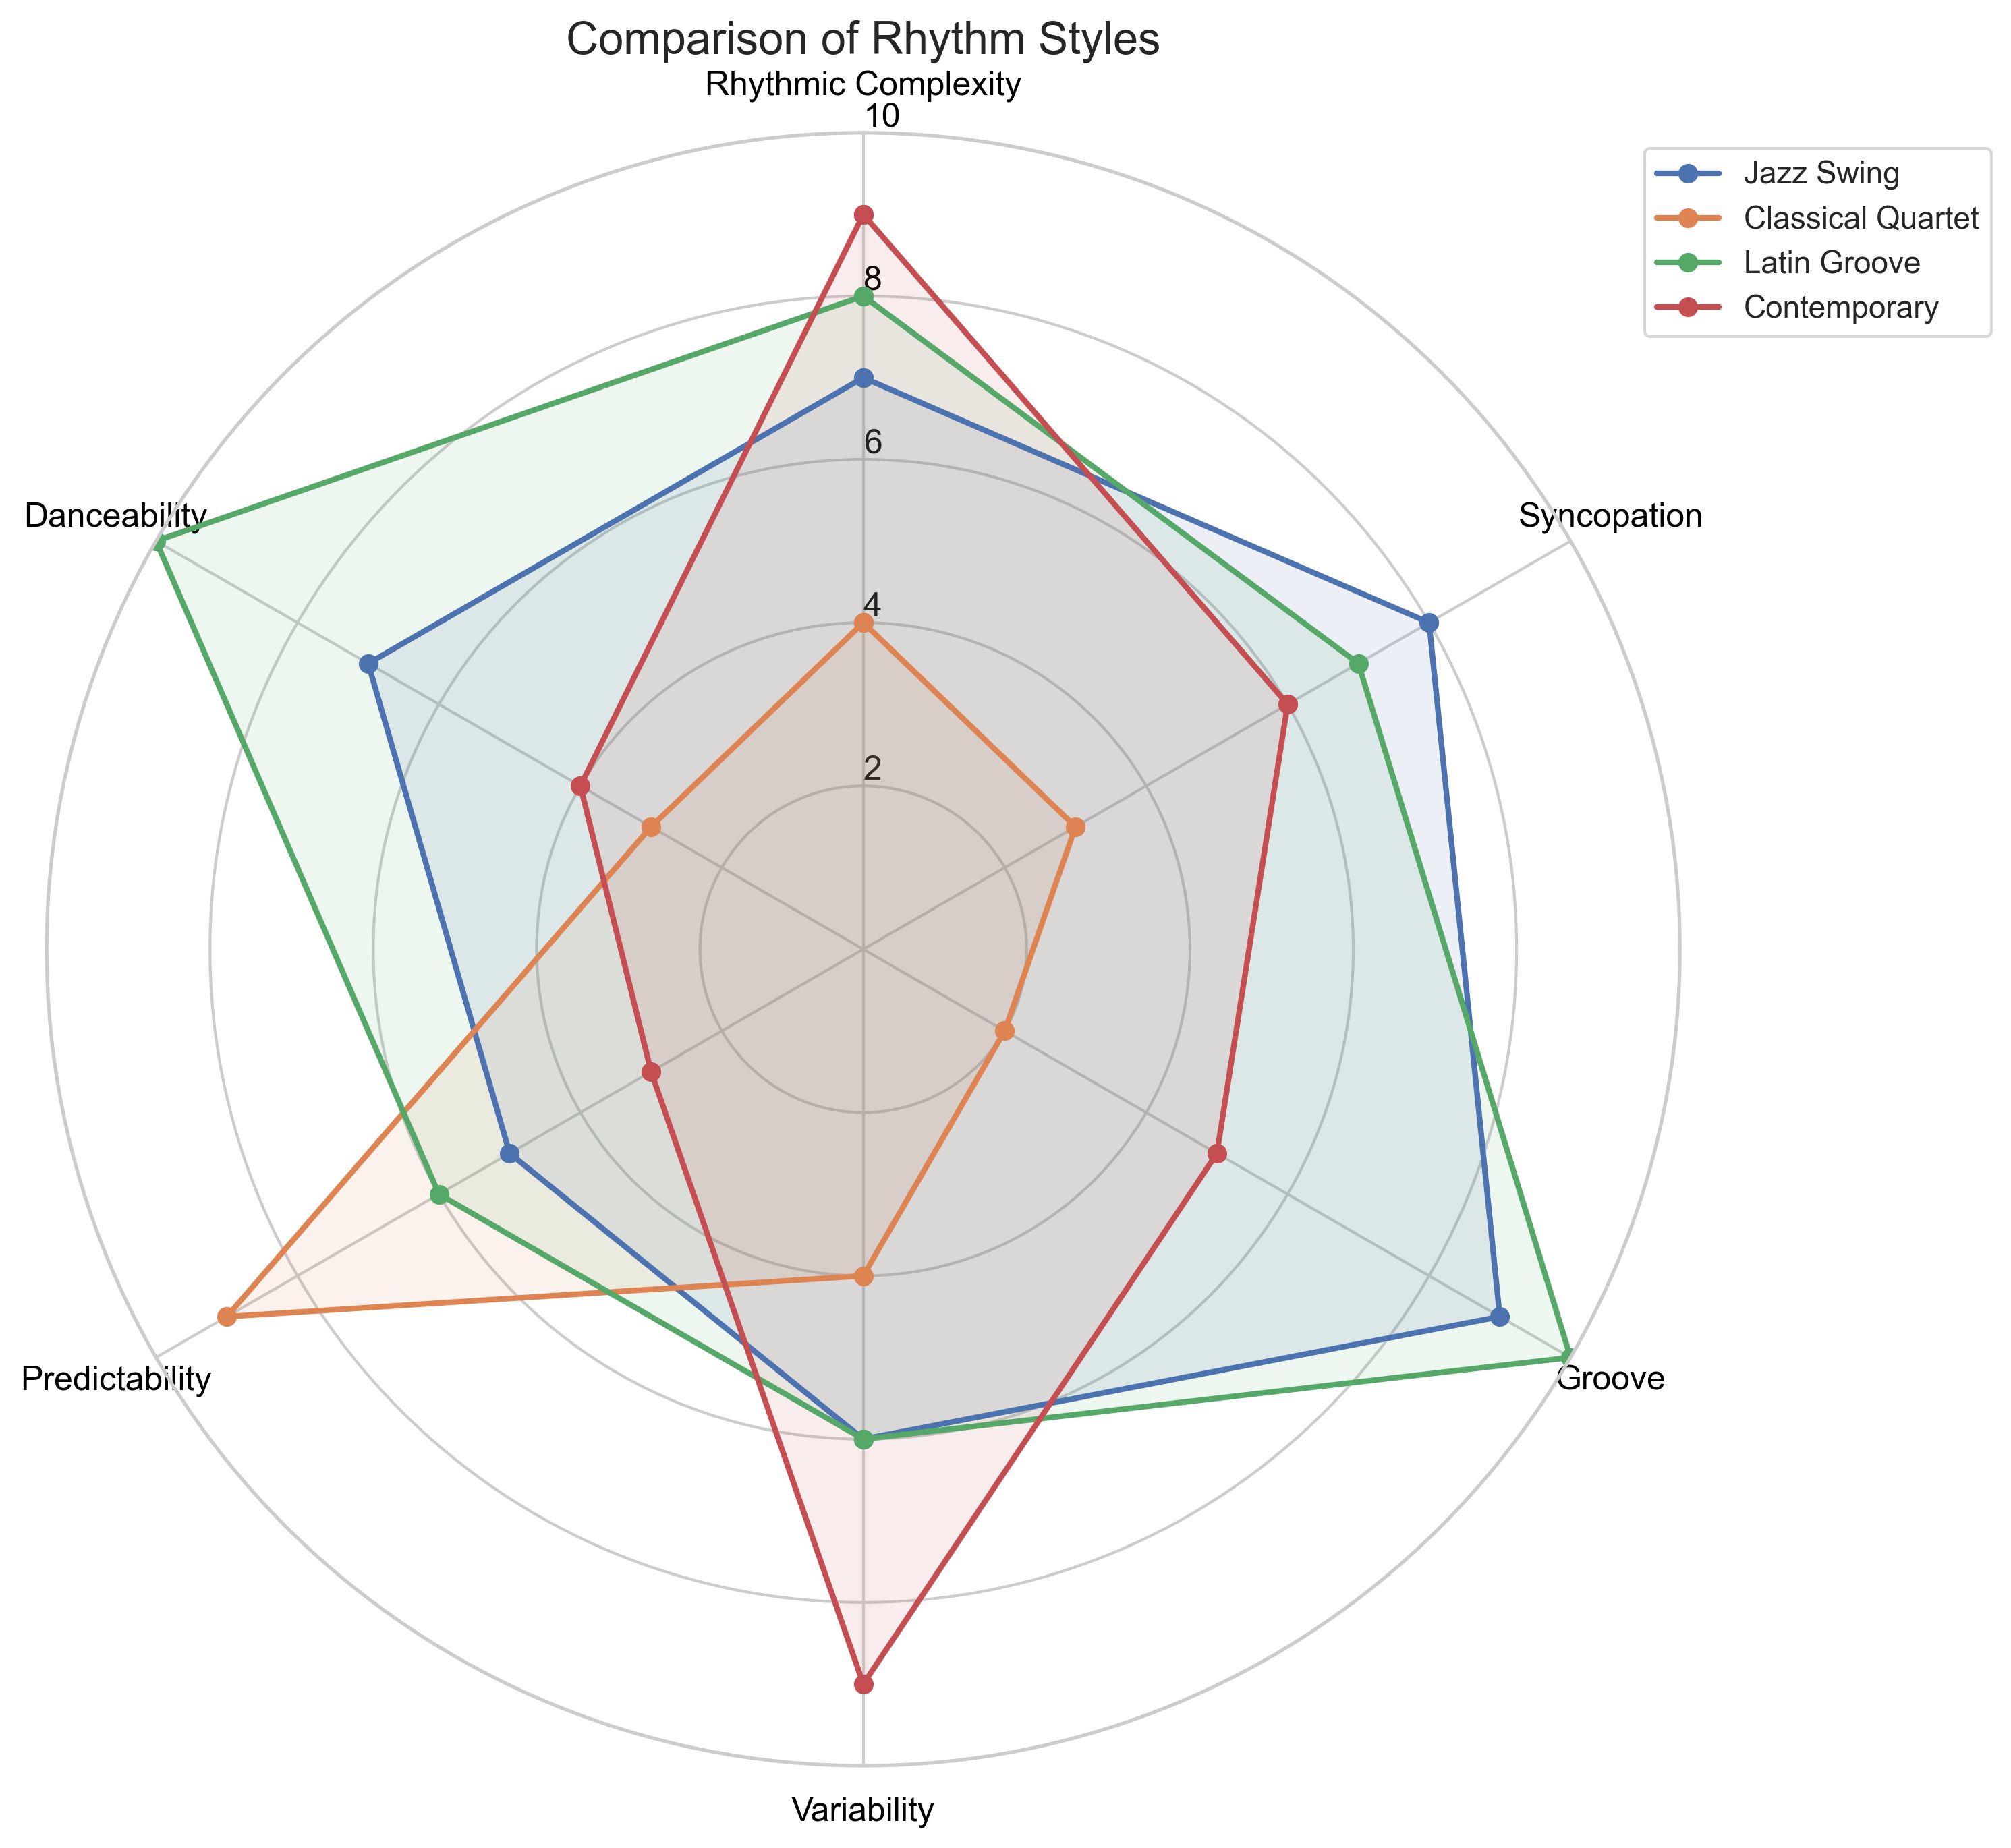 Comparison of Rhythm Styles
Rhythmic Complexity
10
Jazz Swing
Classical Quartet
Latin Groove
Contemporary
8
6
Danceability
Syncopation
4
2
Predictability
Groove
Variability